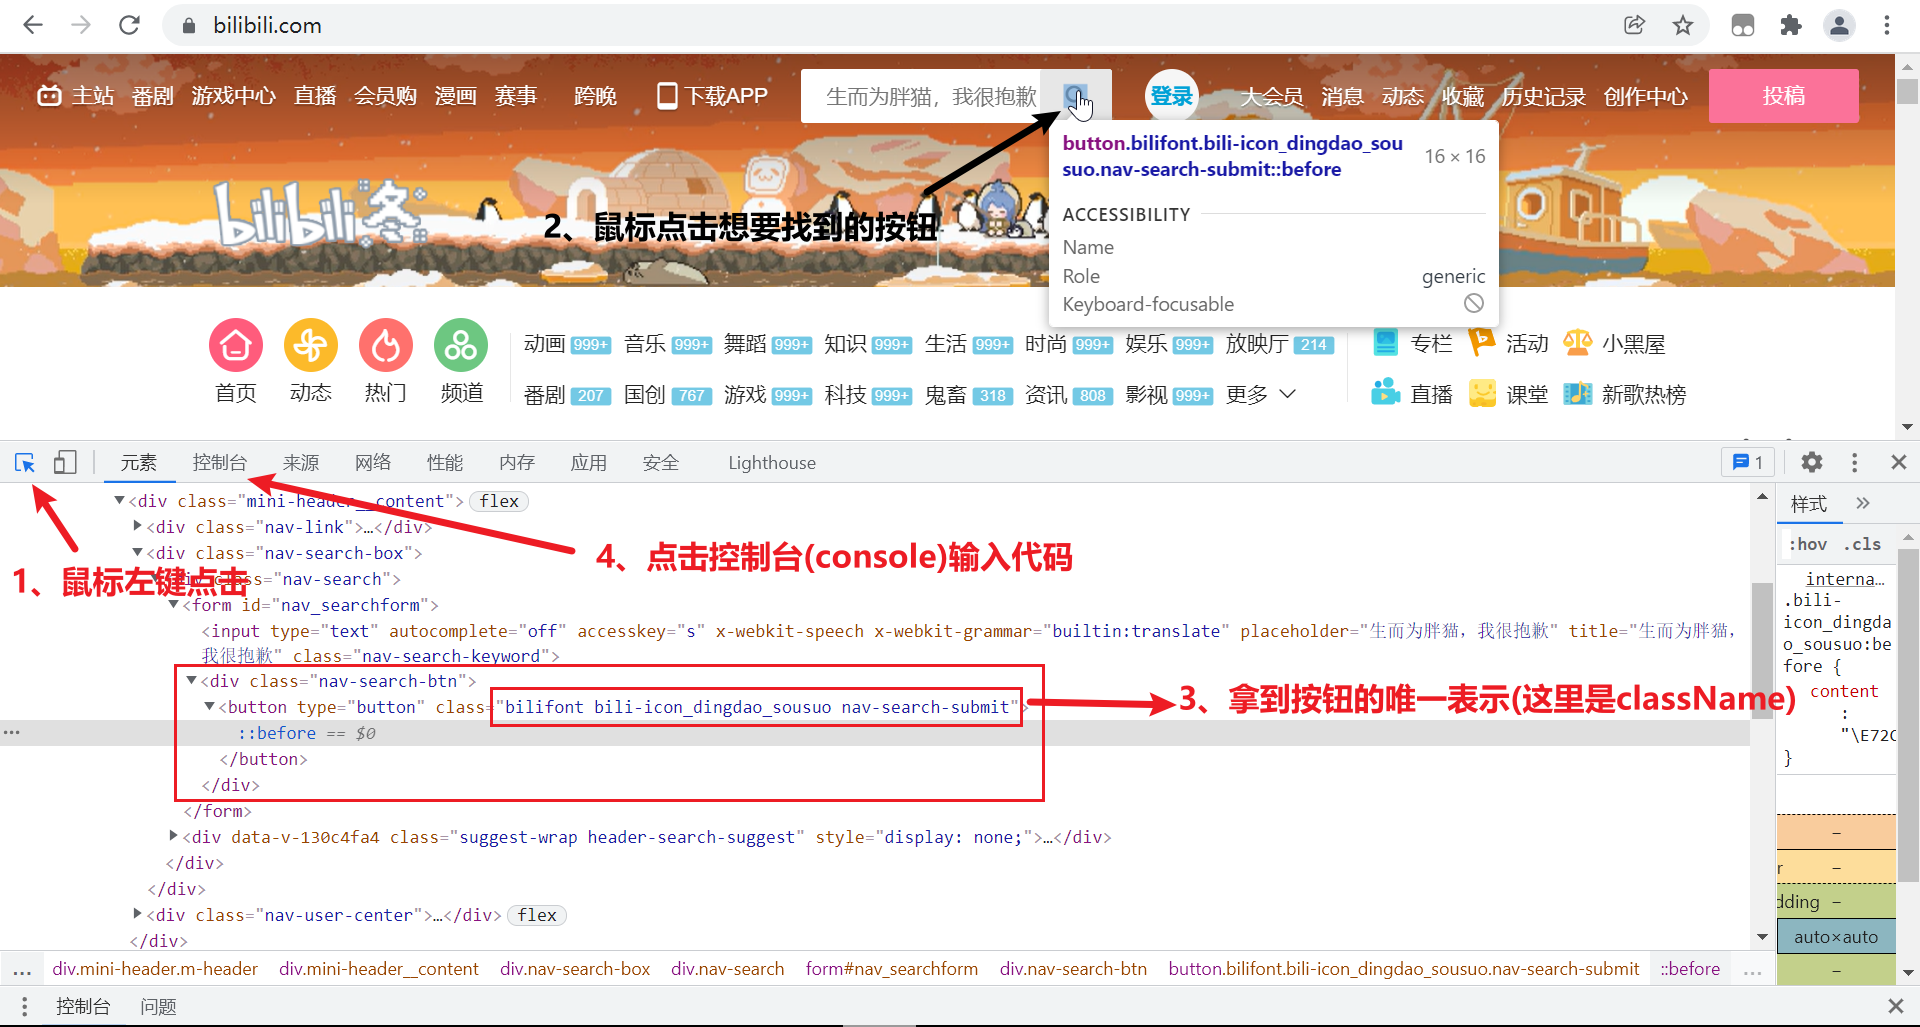 bilibili.com
主站 番剧 游戏中心 直播 会员购 漫画 赛事 跨晚 下载APP 生而为胖猫，我很抱歉 登录 大会员 消息 动态 收藏 历史记录 创作中心 投稿
button.bilifont.bili-icon_dingdao_sou
suo.nav-search-submit::before
16 × 16
ACCESSIBILITY
Name
Role generic
Keyboard-focusable
bilibili 冬
2、鼠标点击想要找到的按钮
动画 999+ 音乐 999+ 舞蹈 999+ 知识 999+ 生活 999+ 时尚 999+ 娱乐 999+ 放映厅 214 专栏 活动 小黑屋
首页 动态 热门 频道
番剧 207 国创 767 游戏 999+ 科技 999+ 鬼畜 318 资讯 808 影视 999+ 更多 直播 课堂 新歌热榜
元素 控制台 来源 网络 性能 内存 应用 安全 Lighthouse 1
<div class="mini-header__content"> flex
<div class="nav-link">…</div>
<div class="nav-search-box">
4、点击控制台(console)输入代码
1、鼠标左键点击
<div class="nav-search">
<form id="nav_searchform">
<input type="text" autocomplete="off" accesskey="s" x-webkit-speech x-webkit-grammar="builtin:translate" placeholder="生而为胖猫，我很抱歉" title="生而为胖猫，
我很抱歉" class="nav-search-keyword">
<div class="nav-search-btn">
<button type="button" class="bilifont bili-icon_dingdao_sousuo nav-search-submit">
3、拿到按钮的唯一表示(这里是className)
::before == $0
</button>
</div>
</form>
<div data-v-130c4fa4 class="suggest-wrap header-search-suggest" style="display: none;">…</div>
</div>
</div>
<div class="nav-user-center">…</div> flex
</div>
样式
:hov .cls
interna…
.bili-
icon_dingda
o_sousuo:be
fore {
content
:
"\E72C
}
–
r –
dding –
auto×auto
–
... div.mini-header.m-header div.mini-header__content div.nav-search-box div.nav-search form#nav_searchform div.nav-search-btn button.bilifont.bili-icon_dingdao_sousuo.nav-search-submit ::before ...
控制台 问题